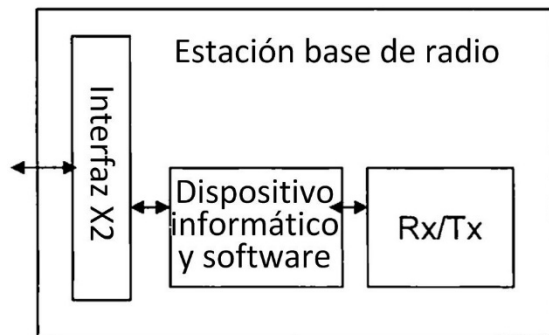 Estación base de radio
Interfaz X2
Dispositivo
informático
y software
Rx/Tx